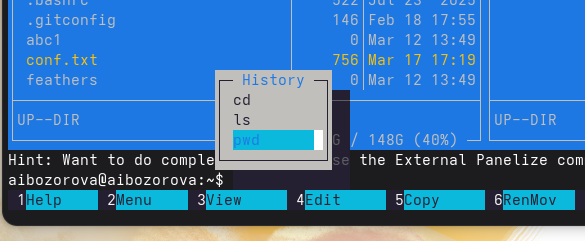 .bashrc 522 Jul 23 2025
.gitconfig 146 Feb 18 17:55
abc1 0 Mar 12 13:49
conf.txt 756 Mar 17 17:19
feathers 0 Mar 12 13:49
History
cd
ls
pwd
UP--DIR UP--DIR
G / 148G (40%)
Hint: Want to do comple se the External Panelize com
aibozorova@aibozorova:~$
1Help 2Menu 3View 4Edit 5Copy 6RenMov